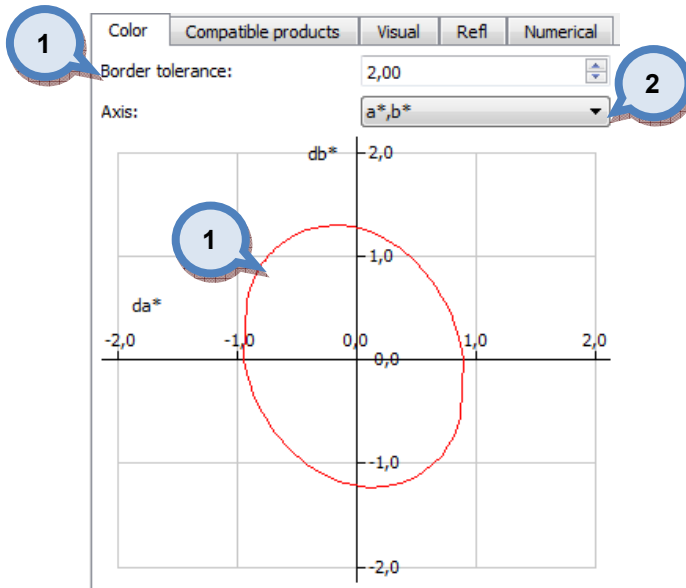 Color Compatible products Visual Refl Numerical
1
Border tolerance: 2,00
2
Axis: a*,b*
db* 2,0
1
1,0
da*
-2,0 -1,0 0,0 1,0 2,0
0,0
-1,0
-2,0